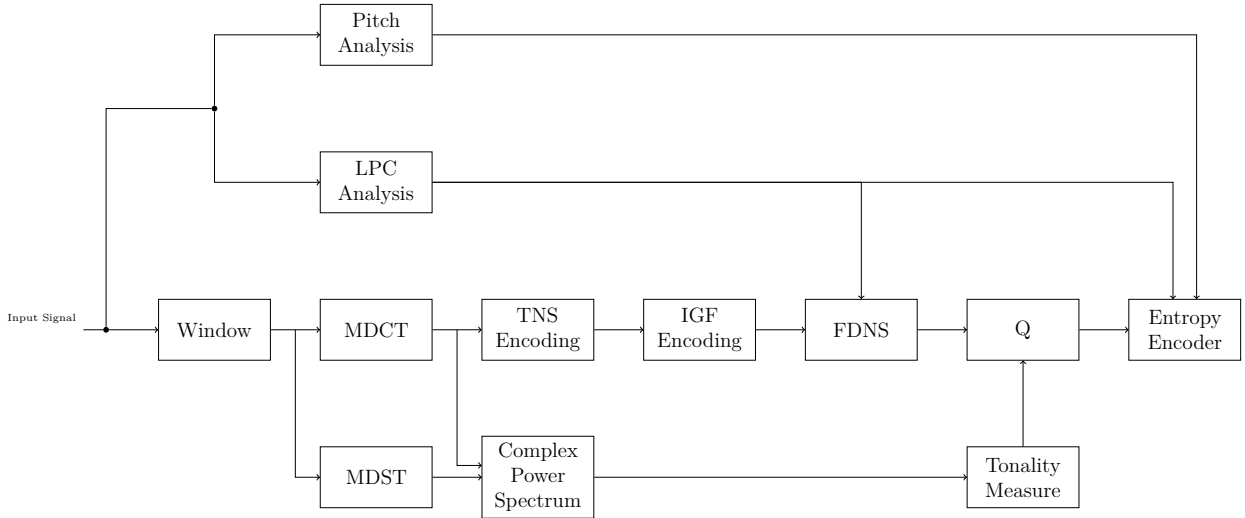 Pitch
Analysis
LPC
Analysis
Input Signal
Window
MDCT
TNS
Encoding
IGF
Encoding
FDNS
Q
Entropy
Encoder
MDST
Complex
Power
Spectrum
Tonality
Measure